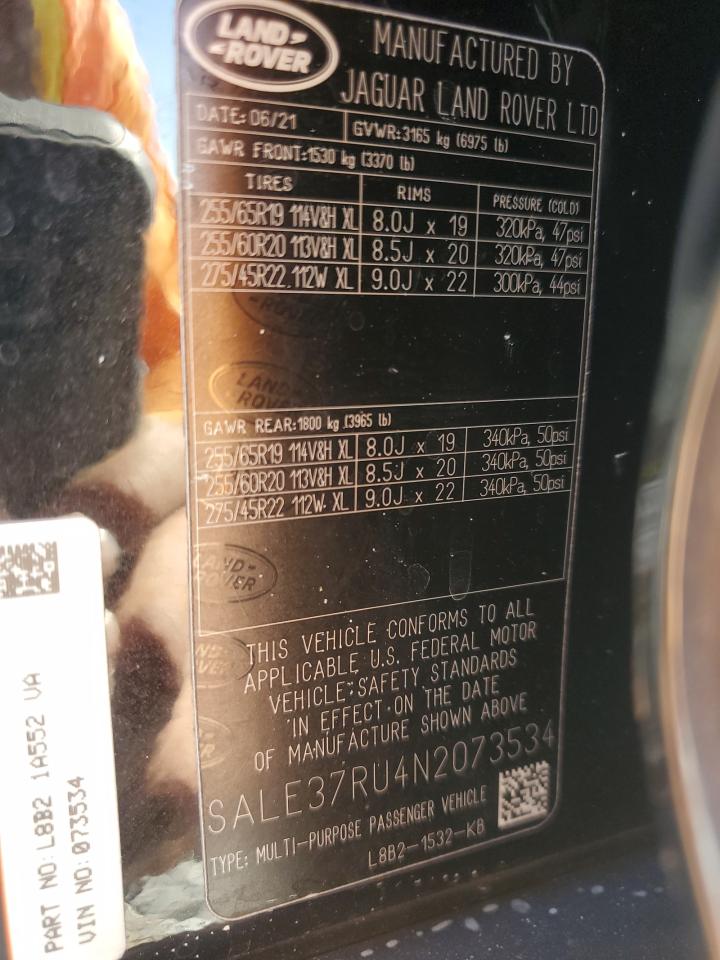 LAND-
-ROVER
MANUFACTURED BY
JAGUAR LAND ROVER LTD
DATE: 06/21 GVWR:3165 kg (6975 lb)
GAWR FRONT:1530 kg (3370 lb)
TIRES RIMS PRESSURE (COLD)
255/65R19 114V&H XL 8.0J x 19 320kPa, 47psi
255/60R20 113V&H XL 8.5J x 20 320kPa, 47psi
275/45R22 112W XL 9.0J x 22 300kPa, 44psi
LAND-
ROVER
GAWR REAR:1800 kg (3965 lb)
255/65R19 114V&H XL 8.0J x 19 340kPa, 50psi
255/60R20 113V&H XL 8.5J x 20 340kPa, 50psi
275/45R22 112W XL 9.0J x 22 340kPa, 50psi
LAND-
ROVER
THIS VEHICLE CONFORMS TO ALL
APPLICABLE U.S. FEDERAL MOTOR
VEHICLE SAFETY STANDARDS
IN EFFECT ON THE DATE
OF MANUFACTURE SHOWN ABOVE
SALE37RU4N2073534
TYPE: MULTI-PURPOSE PASSENGER VEHICLE
L8B2-1532-KB
PART NO:L8B2 1A552 VA
VIN NO:073534